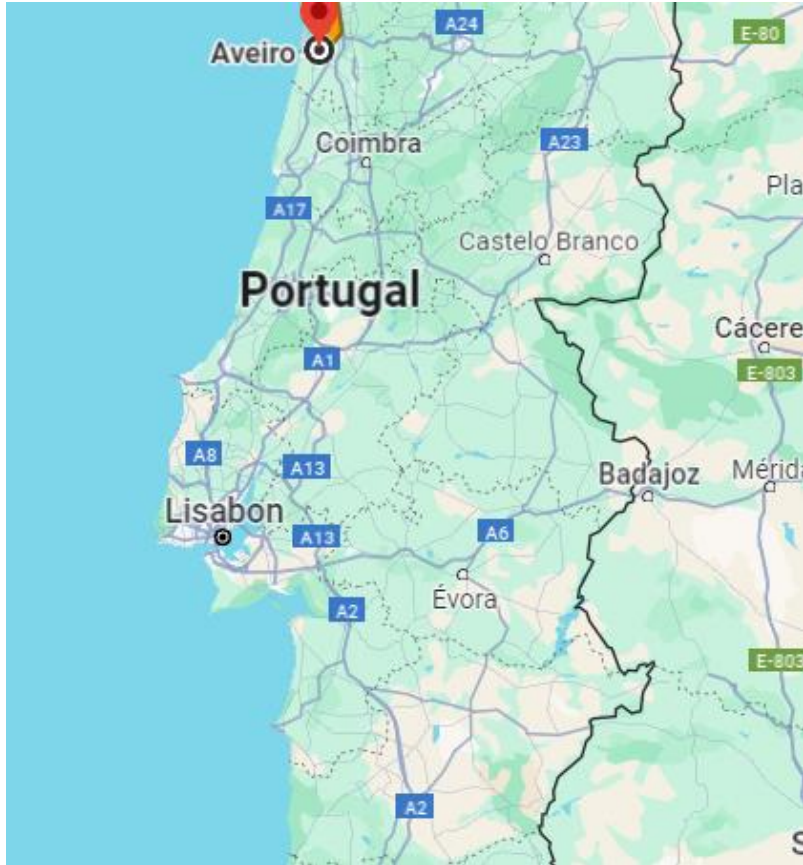 A24
E-80
Aveiro
Coimbra
A23
Pla
A17
Castelo Branco
Portugal
Cácere
A1
E-803
A8
A13
Badajoz
Mérida
Lisabon
A13
A6
Évora
A2
E-803
A2
S